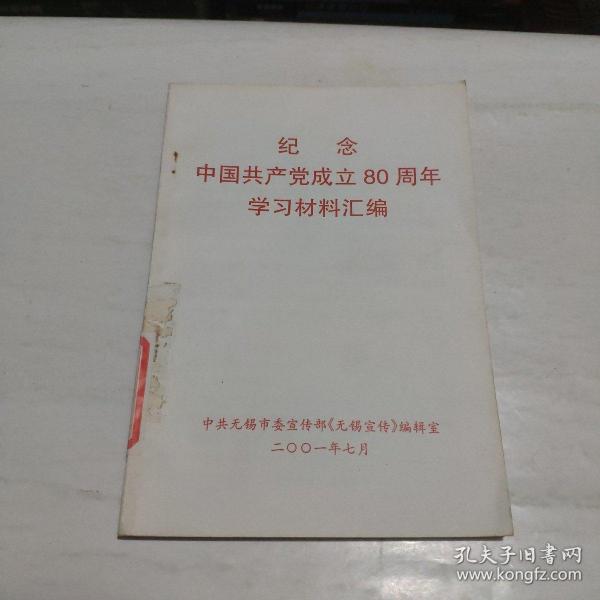 纪 念
中国共产党成立80周年
学习材料汇编
中共无锡市委宣传部《无锡宣传》编辑室
二〇〇一年七月
孔夫子旧书网
www.kongfz.com